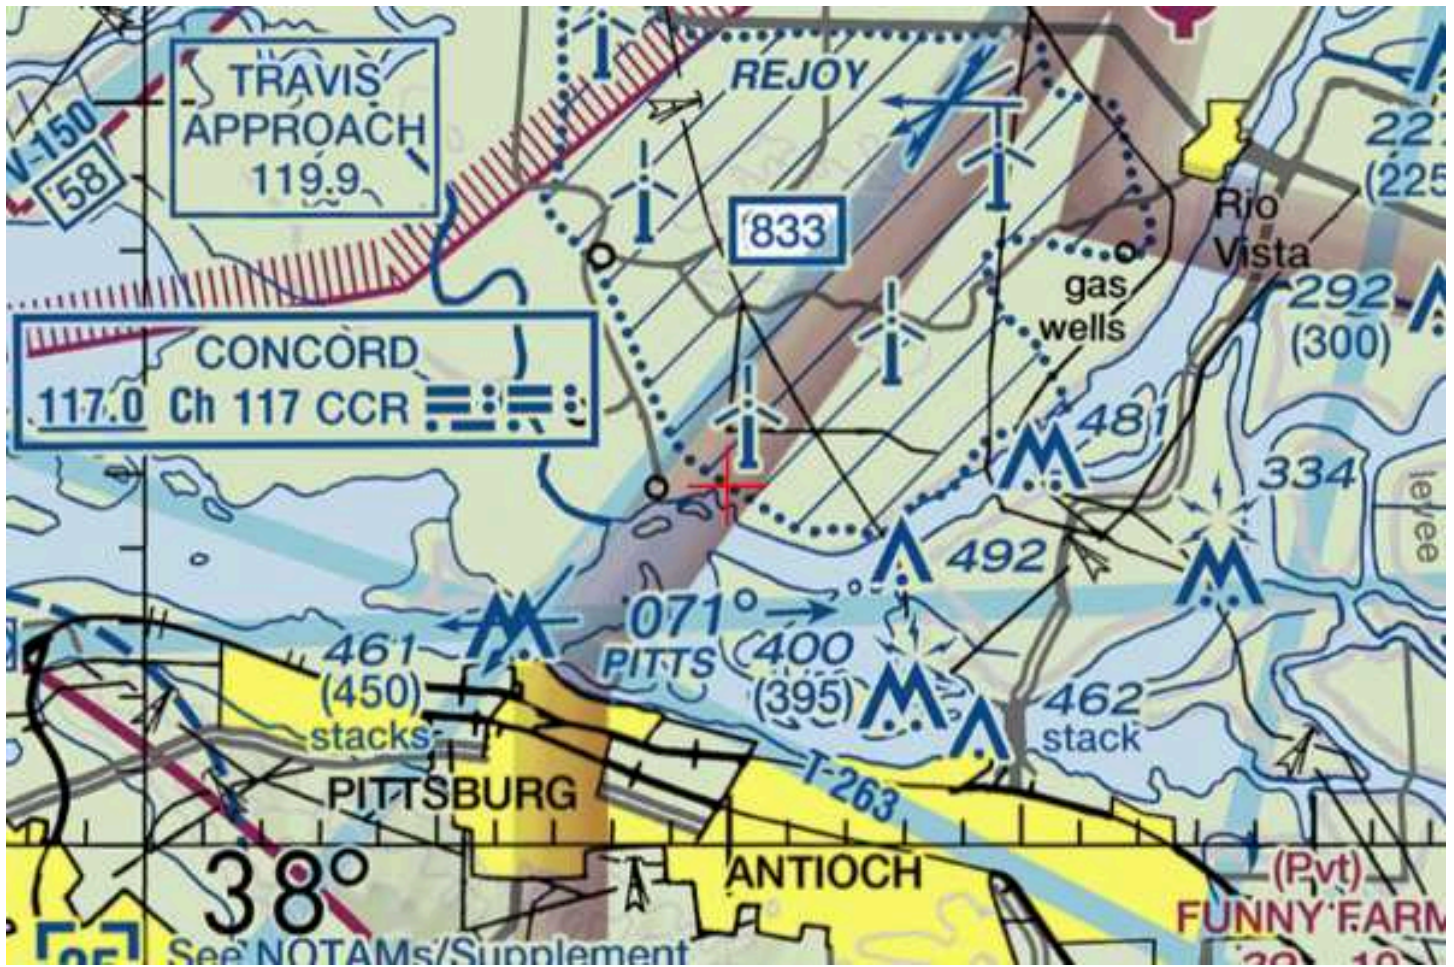 TRAVIS
APPROACH
119.9
V-150
58
REJOY
833
Rio
Vista
gas
wells
292
(300)
CONCORD
117.0 Ch 117 CCR
481
334
levee
492
071°
PITTS
461
(450)
stacks
400
(395)
462
stack
PITTSBURG
T-263
ANTIOCH
38°
(Pvt)
FUNNY FARM
See NOTAMs/Supplement